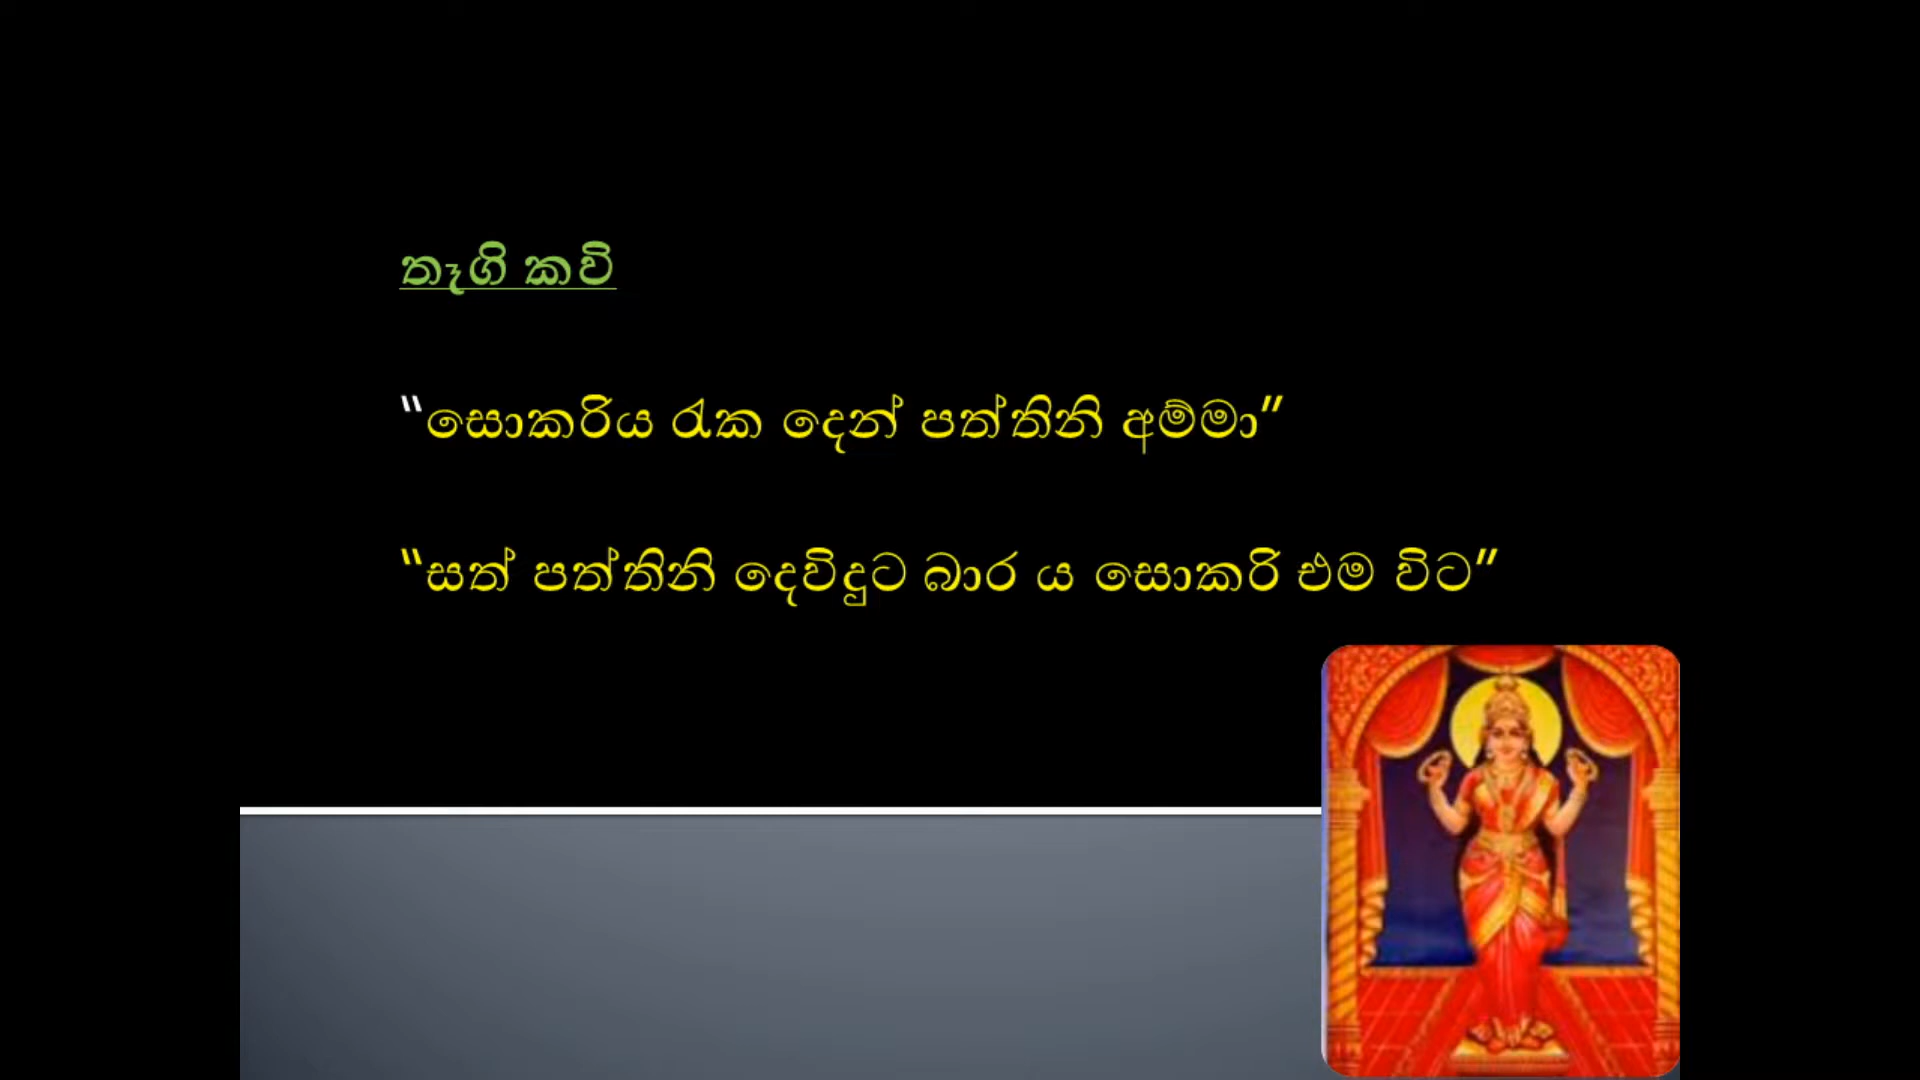 තෑගි කවි
“සොකරිය රැක දෙන් පත්තිනි අම්මා”
“සත් පත්තිනි දෙවිදුට බාර ය සොකරි එම විට”